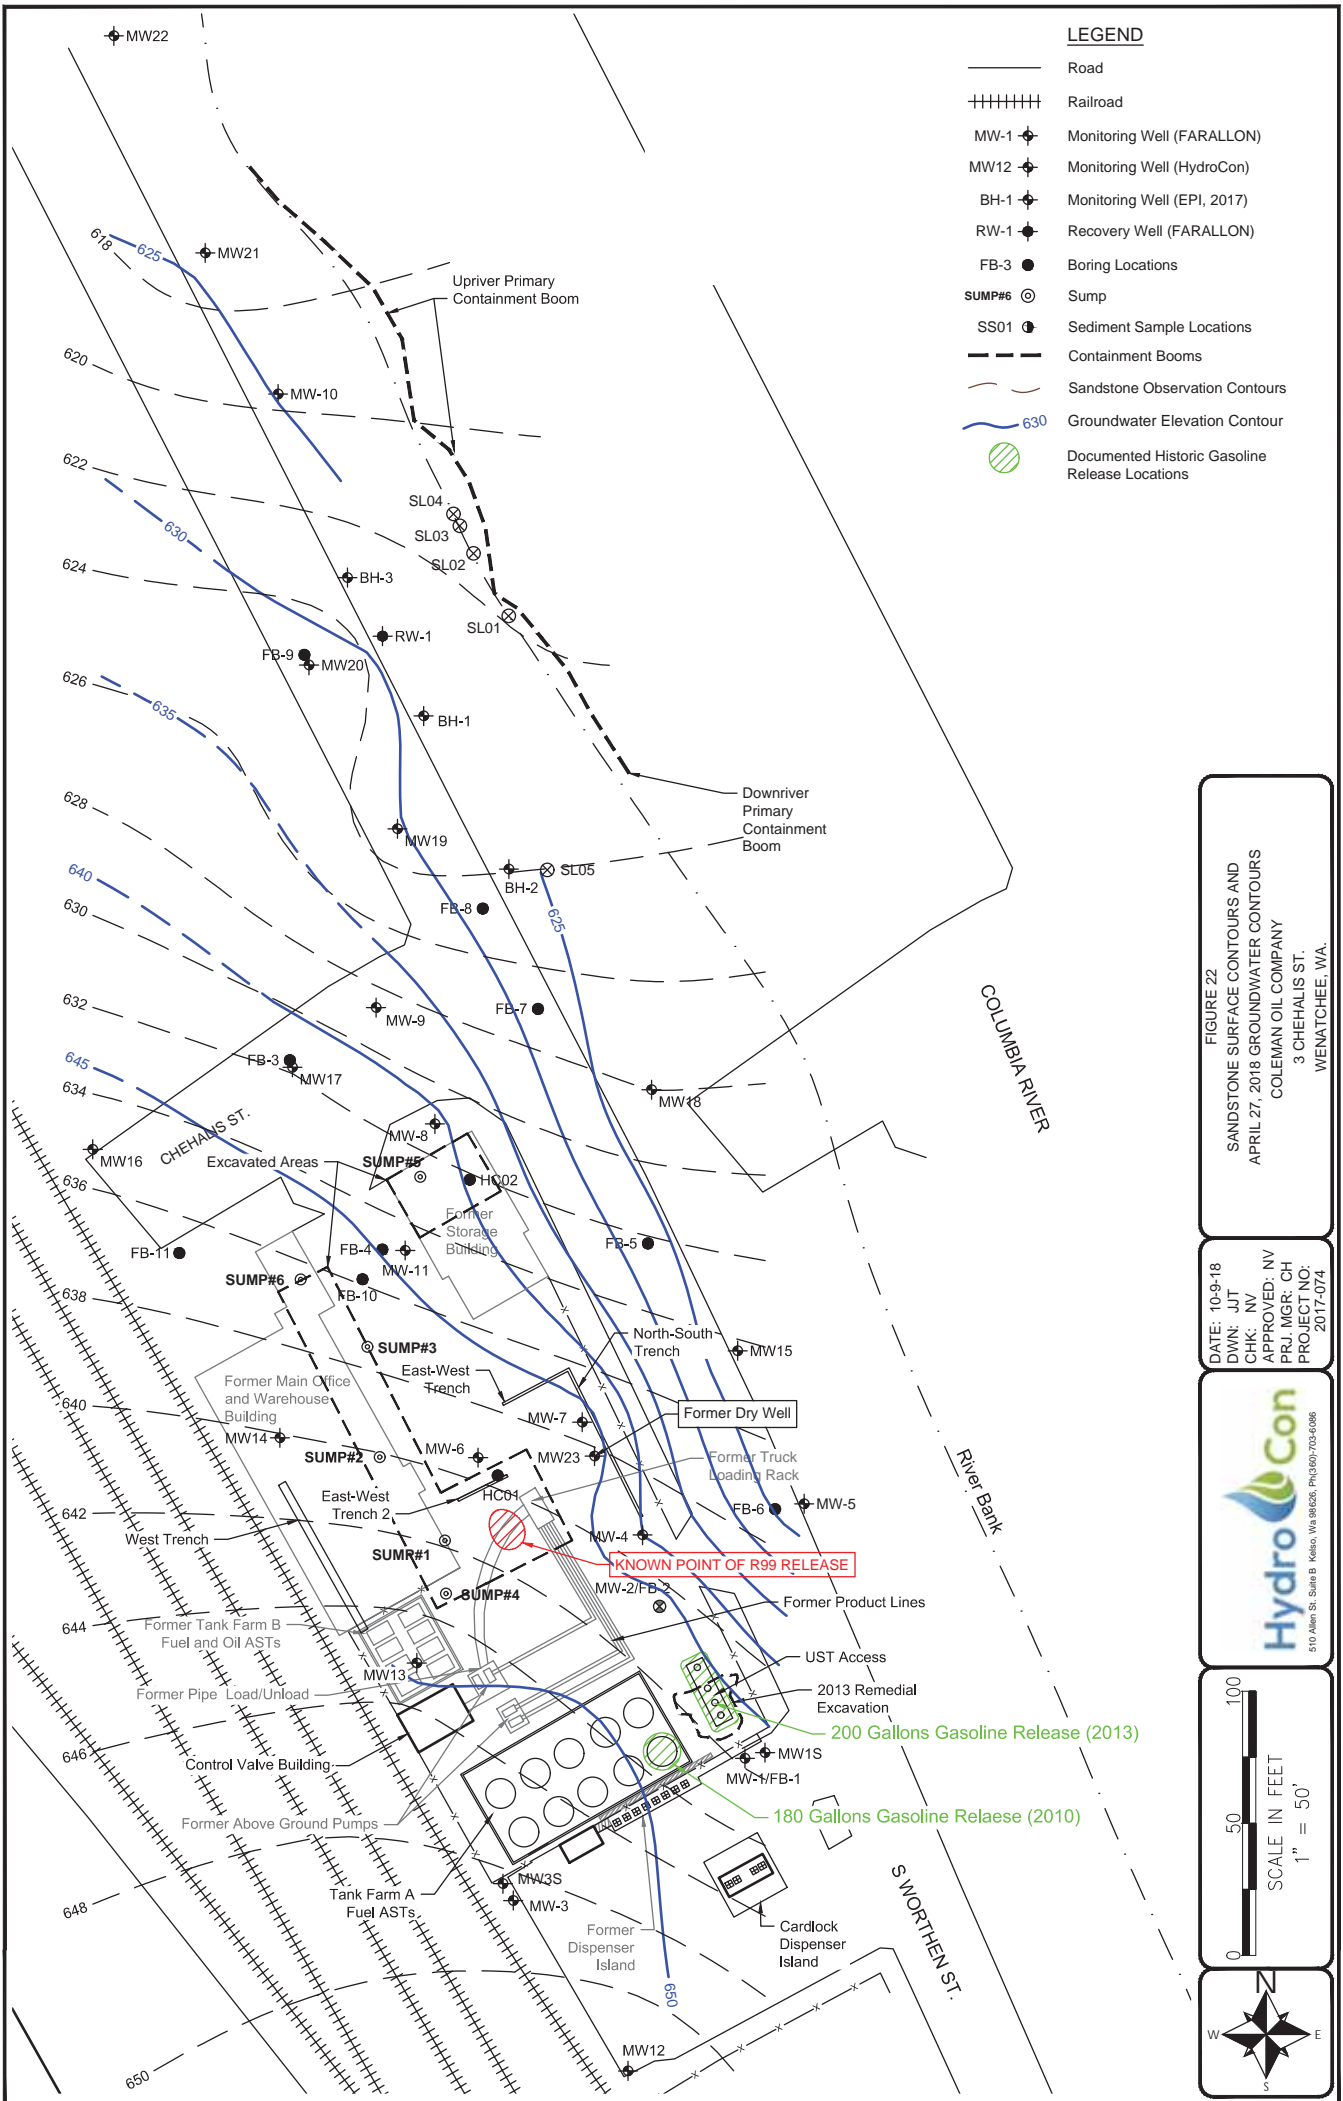 LEGEND
Road
Railroad
MW-1 Monitoring Well (FARALLON)
MW12 Monitoring Well (HydroCon)
BH-1 Monitoring Well (EPI, 2017)
RW-1 Recovery Well (FARALLON)
FB-3 Boring Locations
SUMP#6 Sump
SS01 Sediment Sample Locations
Containment Booms
Sandstone Observation Contours
630 Groundwater Elevation Contour
Documented Historic Gasoline
Release Locations
MW22
618
625
MW21
Upriver Primary
Containment Boom
620
MW-10
622
SL04
SL03
SL02
630
624
BH-3
SL01
RW-1
FB-9
MW20
626
635
BH-1
628
Downriver
Primary
Containment
Boom
MW19
640
BH-2
SL05
630
FB-8
625
632
MW-9
FB-7
COLUMBIA RIVER
645
634
FB-3
MW17
MW18
CHEHALIS ST.
MW-8
MW16
Excavated Areas
SUMP#5
HC02
636
Former
Storage
Building
FB-11
FB-4
MW-11
FB-5
SUMP#6
FB-10
638
SUMP#3
North-South
Trench
MW15
East-West
Trench
Former Main Office
and Warehouse
Building
640
MW-7
Former Dry Well
MW14
SUMP#2
MW-6
MW23
Former Truck
Loading Rack
River Bank
HC01
East-West
Trench 2
FB-6
MW-5
642
West Trench
MW-4
SUMP#1
KNOWN POINT OF R99 RELEASE
MW-2/FB-2
SUMP#4
Former Product Lines
644
Former Tank Farm B
Fuel and Oil ASTs
UST Access
MW13
Former Pipe Load/Unload
2013 Remedial
Excavation
200 Gallons Gasoline Release (2013)
646
Control Valve Building
MW1S
MW-1/FB-1
Former Above Ground Pumps
180 Gallons Gasoline Relaese (2010)
S WORTHEN ST.
MW3S
MW-3
Tank Farm A
Fuel ASTs
648
Former
Dispenser
Island
Cardlock
Dispenser
Island
650
MW12
650
FIGURE 22
SANDSTONE SURFACE CONTOURS AND
APRIL 27, 2018 GROUNDWATER CONTOURS
COLEMAN OIL COMPANY
3 CHEHALIS ST.
WENATCHEE, WA.
DATE: 10-9-18
DWN: JJT
CHK: NV
APPROVED: NV
PRJ. MGR: CH
PROJECT NO:
2017-074
HydroCon
510 Allen St. Suite B Kelso, Wa 98626, Ph(360)-703-6086
0 50 100
SCALE IN FEET
1" = 50'
N
W
E
S